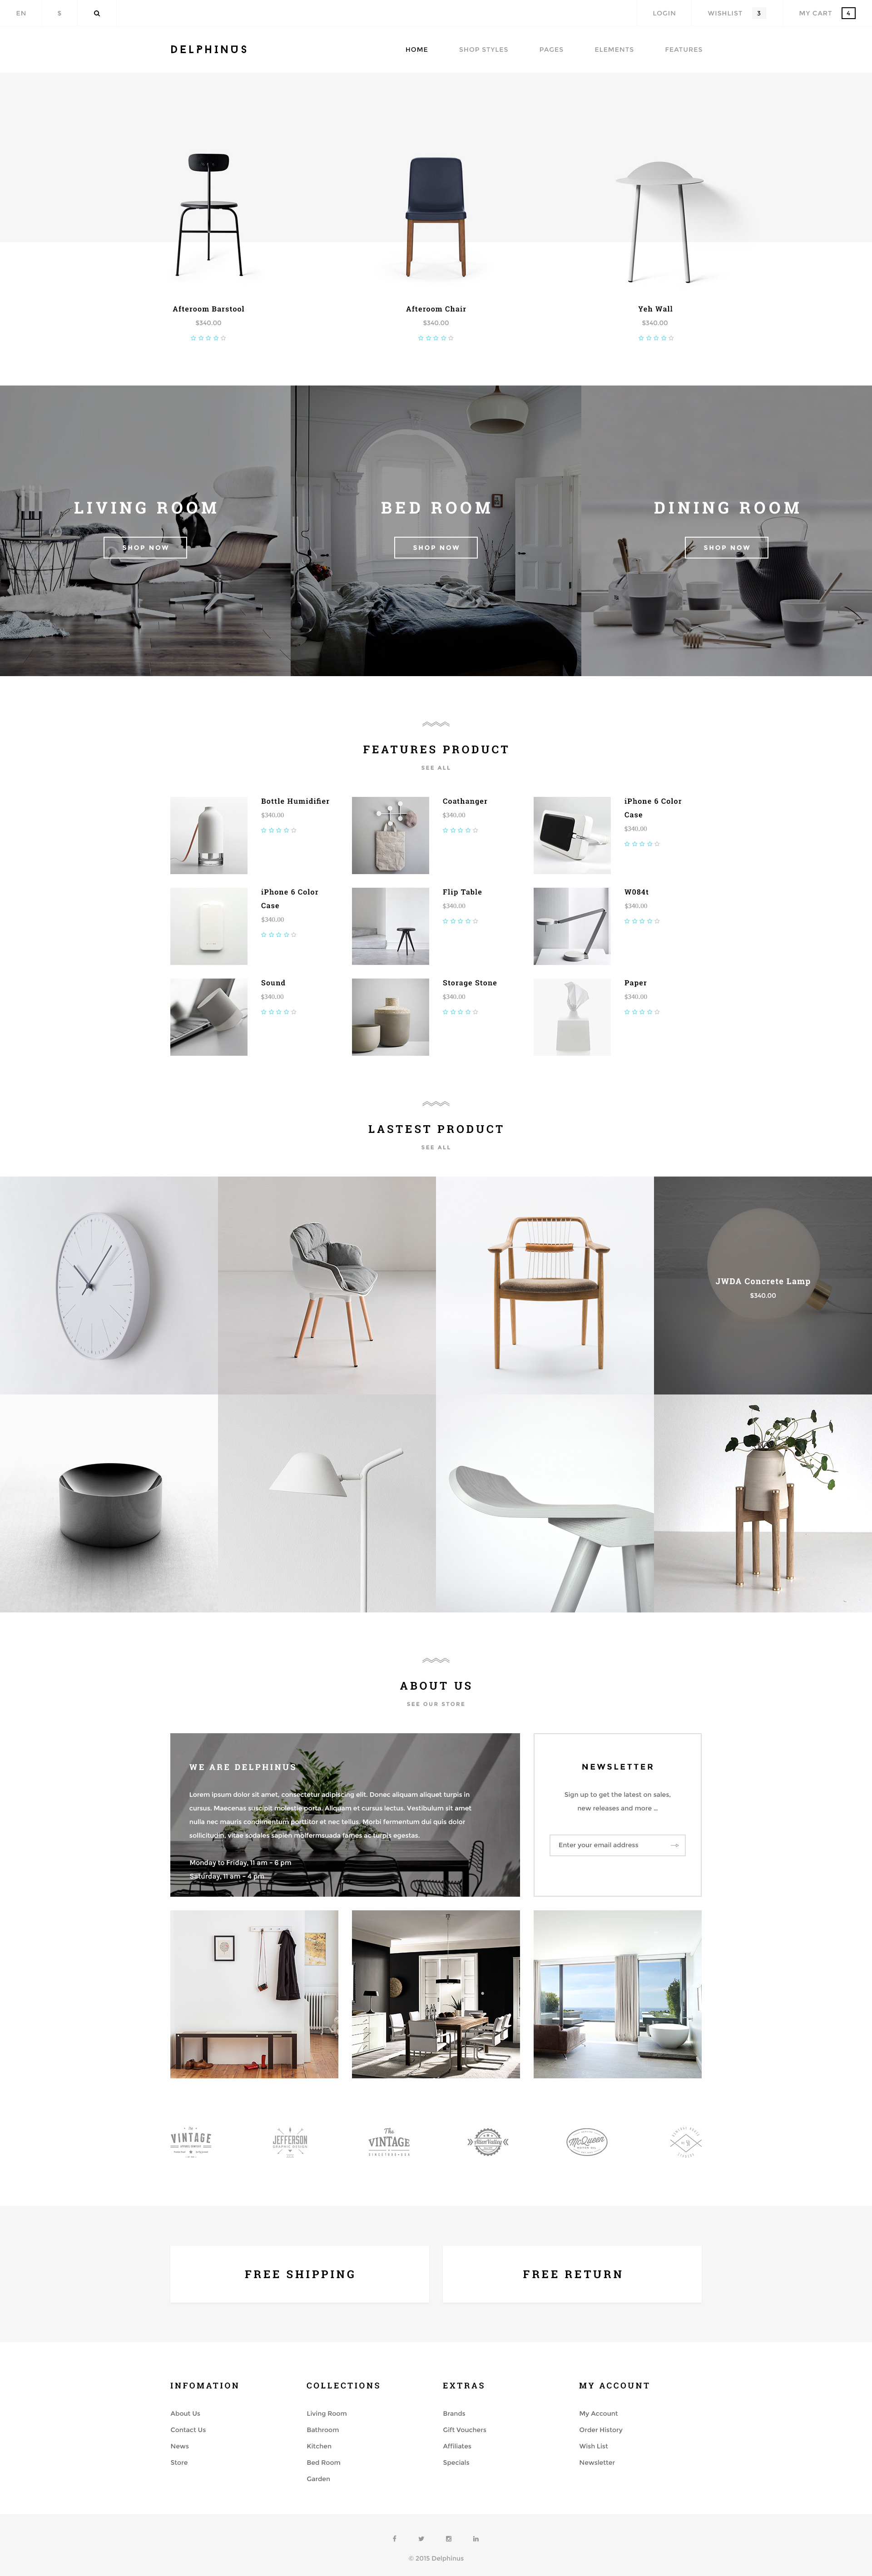 EN $ LOGIN WISHLIST 3 MY CART 4
DELPHINUS HOME SHOP STYLES PAGES ELEMENTS FEATURES
Afteroom Barstool Afteroom Chair Yeh Wall
$340.00 $340.00 $340.00
LIVING ROOM BED ROOM DINING ROOM
SHOP NOW SHOP NOW SHOP NOW
FEATURES PRODUCT
SEE ALL
Bottle Humidifier
$340.00
Coathanger
$340.00
iPhone 6 Color
Case
$340.00
iPhone 6 Color
Case
$340.00
Flip Table
$340.00
W084t
$340.00
Sound
$340.00
Storage Stone
$340.00
Paper
$340.00
LASTEST PRODUCT
SEE ALL
JWDA Concrete Lamp
$340.00
ABOUT US
SEE OUR STORE
WE ARE DELPHINUS
Lorem ipsum dolor sit amet, consectetur adipiscing elit. Donec aliquam aliquet turpis in
cursus. Maecenas suscipit molestie porta. Aliquam et cursus lectus. Vestibulum sit amet
nulla nec mauris condimentum porttitor et nec tellus. Morbi fermentum dui quis dolor
sollicitudin, vitae sodales sapien molfermsuada fames ac turpis egestas.
Monday to Friday, 11 am - 6 pm
Saturday, 11 am - 4 pm
NEWSLETTER
Sign up to get the latest on sales,
new releases and more ...
Enter your email address
The
VINTAGE
JEFFERSON
The
VINTAGE
McQueen
FREE SHIPPING FREE RETURN
INFOMATION
About Us
Contact Us
News
Store
COLLECTIONS
Living Room
Bathroom
Kitchen
Bed Room
Garden
EXTRAS
Brands
Gift Vouchers
Affiliates
Specials
MY ACCOUNT
My Account
Order History
Wish List
Newsletter
© 2015 Delphinus